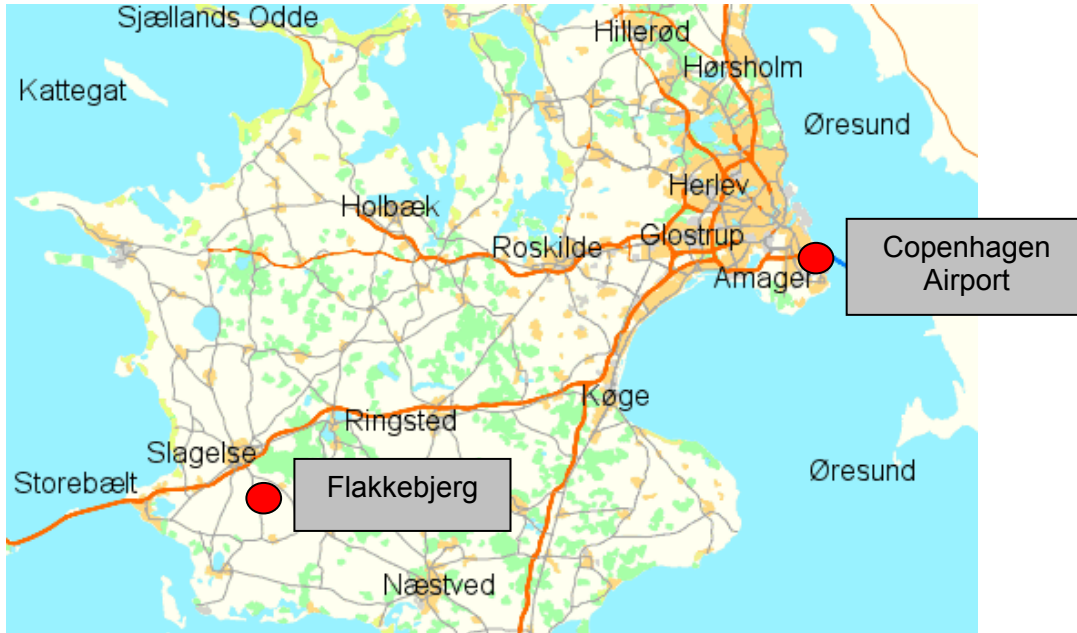 Sjællands Odde
Hillerød
Hørsholm
Kattegat
Øresund
Herlev
Holbæk
Roskilde
Glostrup
Copenhagen
Airport
Amager
Køge
Ringsted
Slagelse
Storebælt
Flakkebjerg
Øresund
Næstved